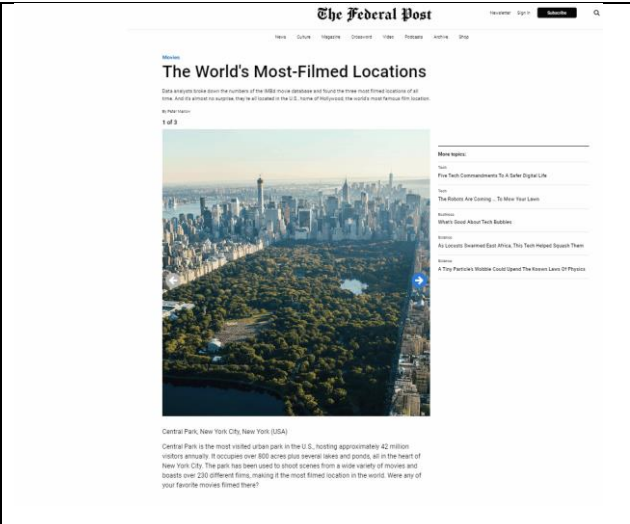 The Federal Post
Newsletter Sign in Subscribe
News Culture Magazine Crossword Video Podcasts Archive Shop
Movies
The World's Most-Filmed Locations
Data analysts broke down the numbers of the IMBd movie database and found the three most filmed locations of all
time. And its almost no surprise, they're all located in the U.S., home of Hollywood, the world's most famous film location.
By Peter
1 of 3
More topics:
Tech
Five Tech Commandments To A Safer Digital Life
Tech
The Robots Are Coming ... To Mow Your Lawn
Business
What's Good About Tech Bubbles
Science
As Locusts Swarmed East Africa, This Tech Helped Squash Them
Science
A Tiny Particle's Wobble Could Upend The Known Laws Of Physics
Central Park, New York City, New York (USA)
Central Park is the most visited urban park in the U.S., hosting approximately 42 million
visitors annually. It occupies over 800 acres plus several lakes and ponds, all in the heart of
New York City. The park has been used to shoot scenes from a wide variety of movies and
boasts over 230 different films, making it the most filmed location in the world. Were any of
your favorite movies filmed there?